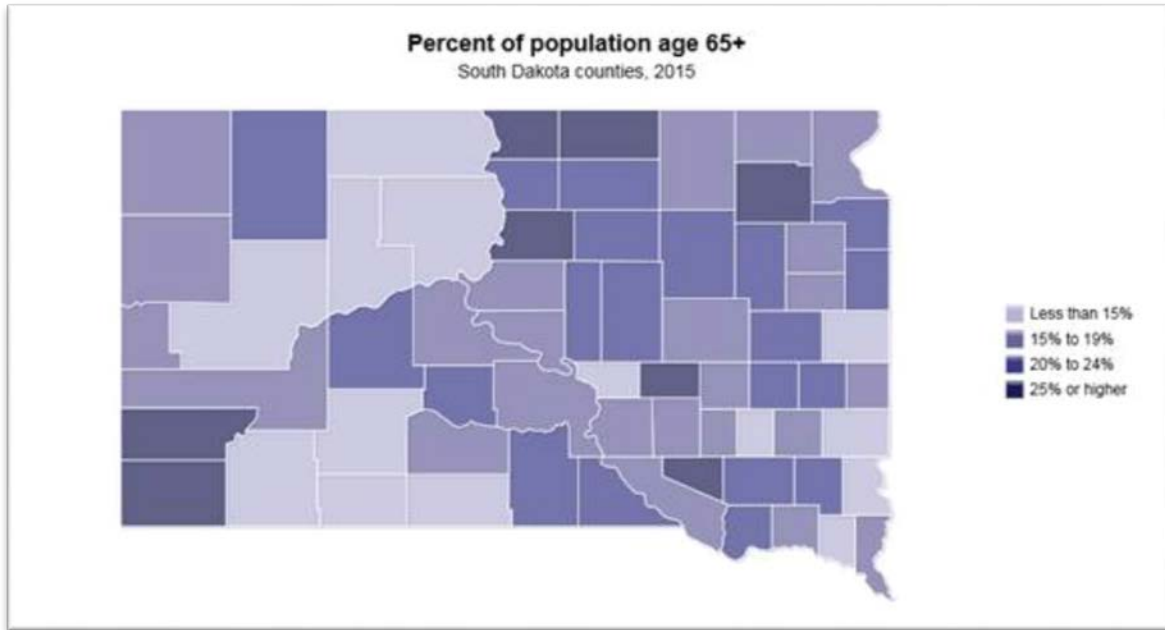 Percent of population age 65+
South Dakota counties, 2015
Less than 15%
15% to 19%
20% to 24%
25% or higher